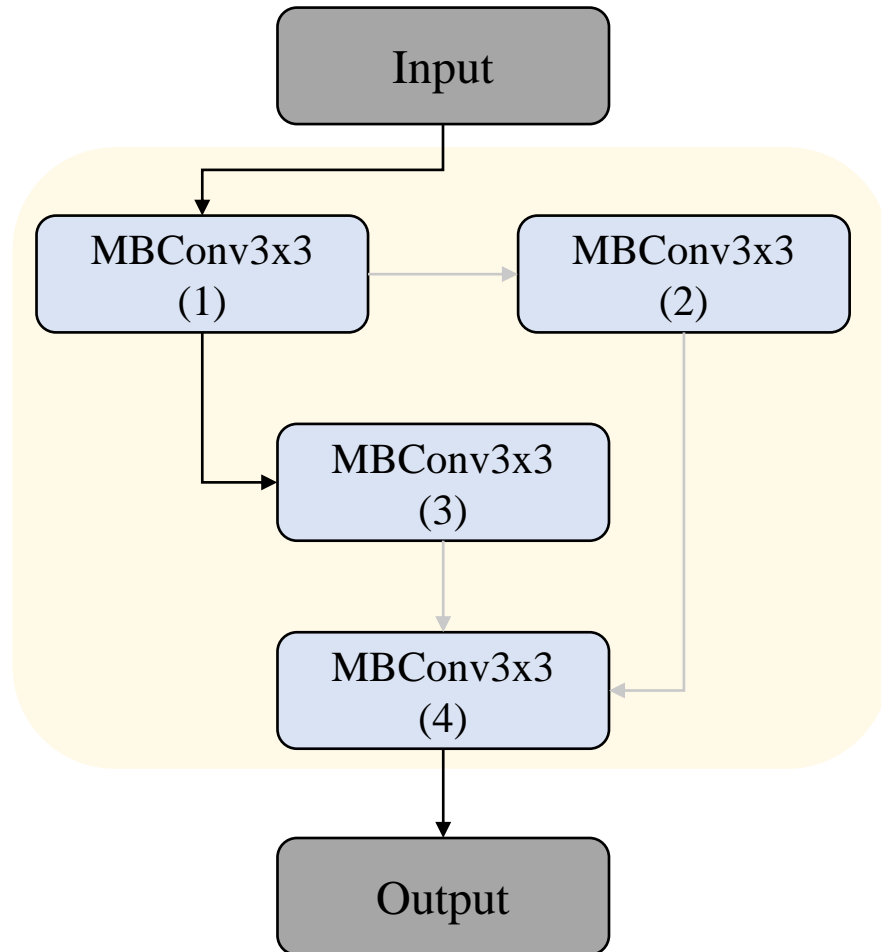 Input
MBConv3x3
(1)
MBConv3x3
(2)
MBConv3x3
(3)
MBConv3x3
(4)
Output